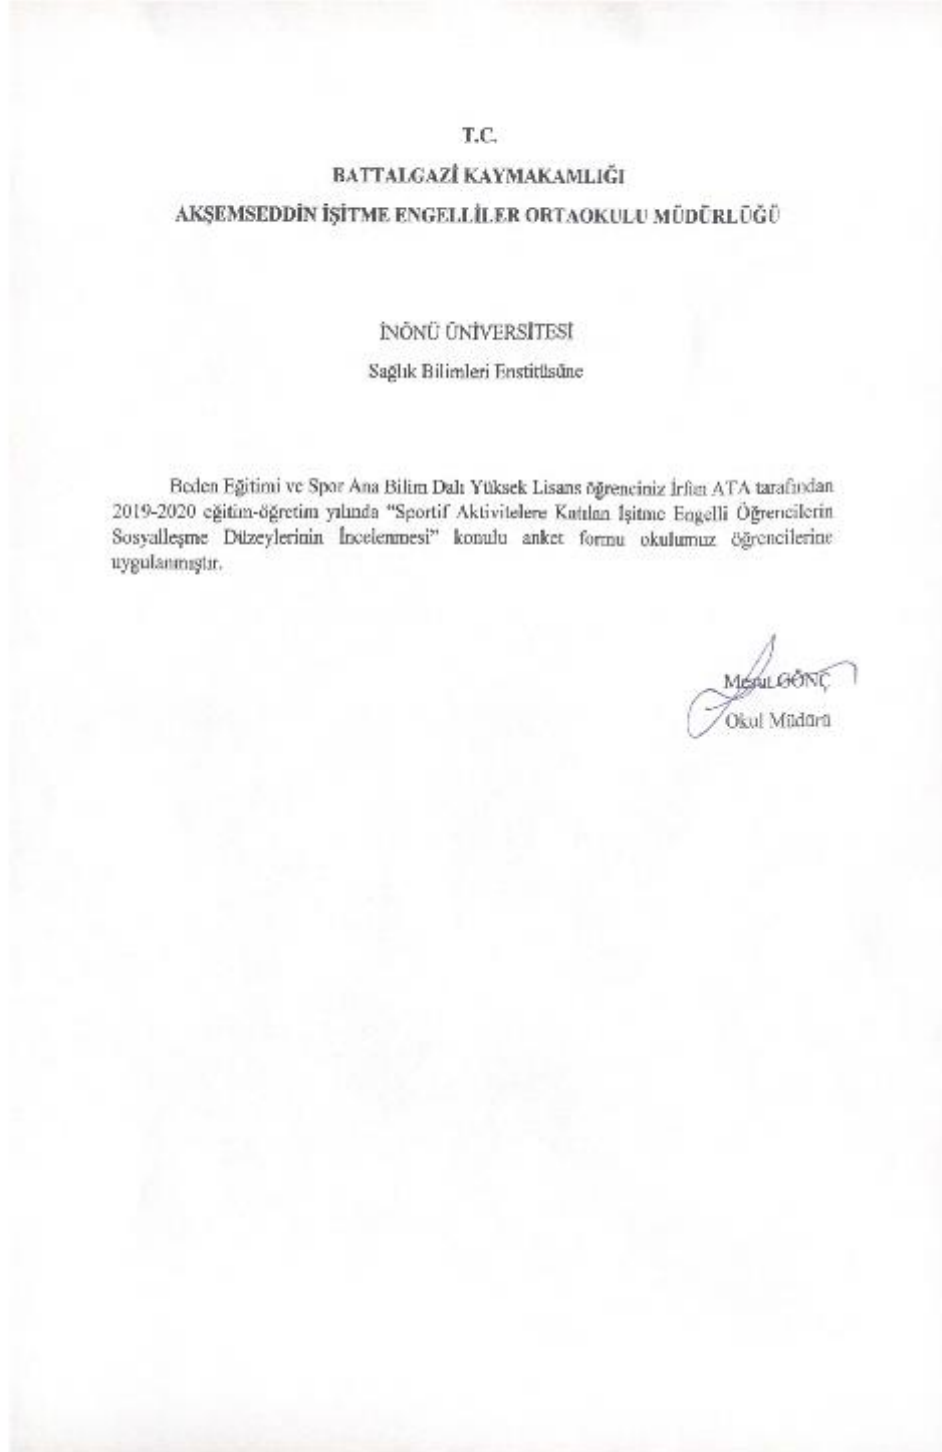 T.C.
BATTALGAZİ KAYMAKAMLIĞI
AKŞEMSEDDİN İŞİTME ENGELLİLER ORTAOKULU MÜDÜRLÜĞÜ
İNÖNÜ ÜNİVERSİTESİ
Sağlık Bilimleri Enstitüsüne
Beden Eğitimi ve Spor Ana Bilim Dalı Yüksek Lisans öğrenciniz İrfan ATA tarafından
2019-2020 eğitim-öğretim yılında “Sportif Aktivitelere Katılan İşitme Engelli Öğrencilerin
Sosyalleşme Düzeylerinin İncelenmesi” konulu anket formu okulumuz öğrencilerine
uygulanmıştır.
Mesut GÖNÇ
Okul Müdürü